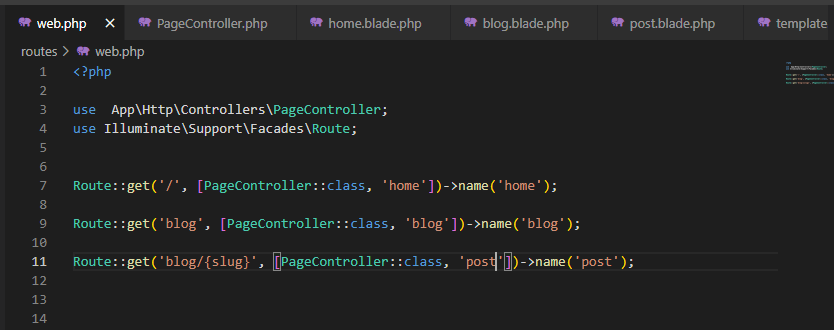 web.php × PageController.php home.blade.php blog.blade.php post.blade.php template
routes > web.php
1 <?php
2
3 use  App\Http\Controllers\PageController;
4 use Illuminate\Support\Facades\Route;
5
6
7 Route::get('/', [PageController::class, 'home'])->name('home');
8
9 Route::get('blog', [PageController::class, 'blog'])->name('blog');
10
11 Route::get('blog/{slug}', [PageController::class, 'post'])->name('post');
12
13
14